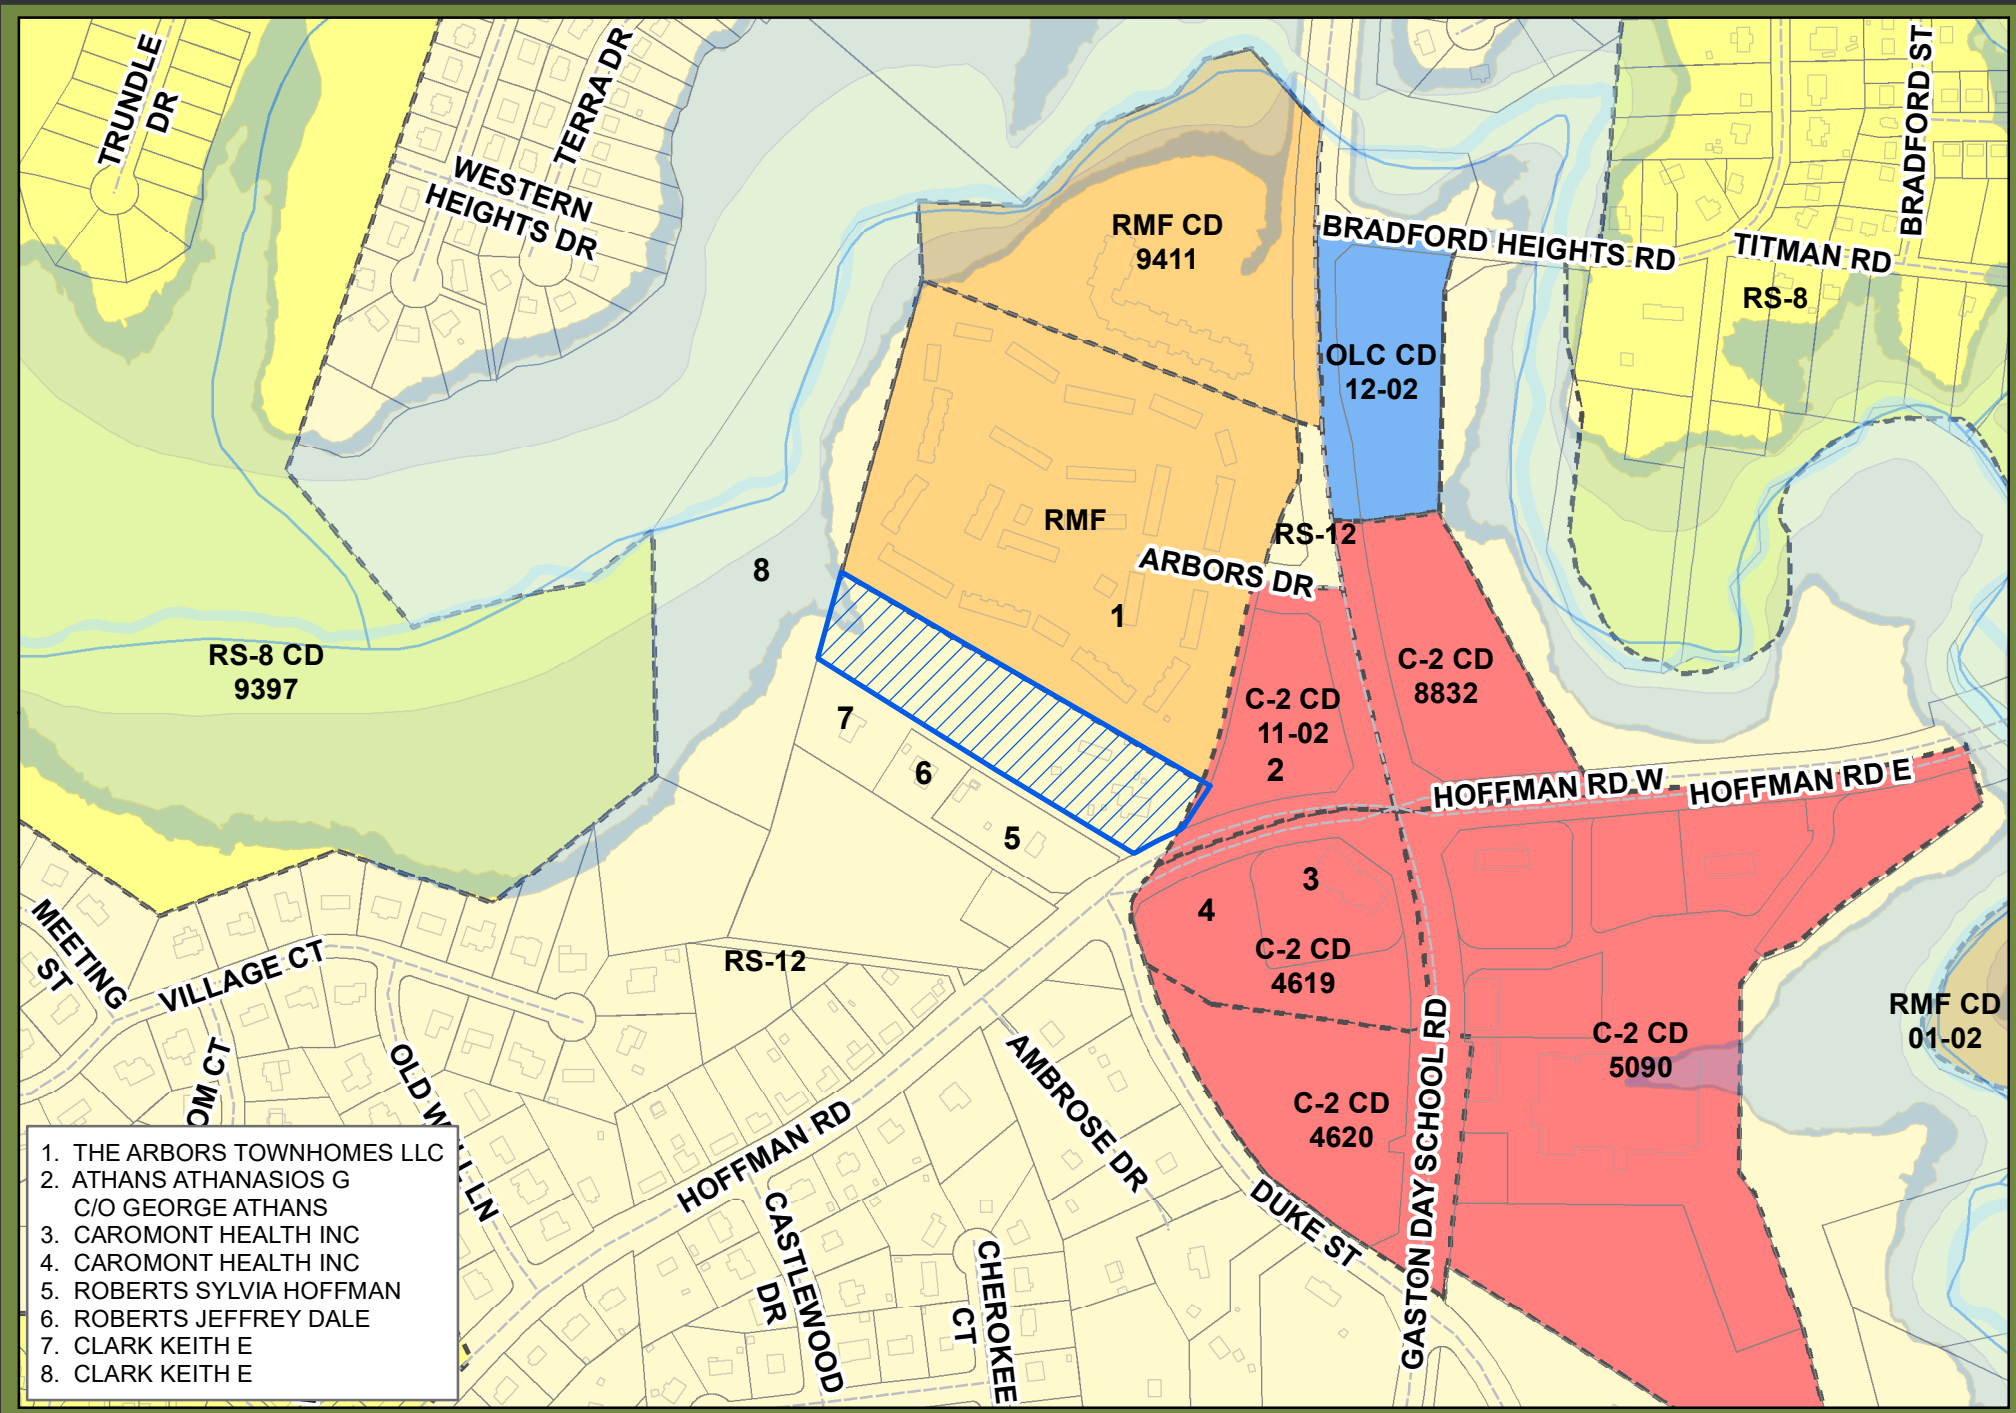 TRUNDLE
DR
TERRA DR
WESTERN
HEIGHTS DR
RMF CD
9411
BRADFORD HEIGHTS RD
TITMAN RD
BRADFORD ST
RS-8
OLC CD
12-02
RMF
RS-12
ARBORS DR
8
1
RS-8 CD
9397
C-2 CD
8832
C-2 CD
11-02
2
7
6
5
HOFFMAN RD W
HOFFMAN RD E
3
4
C-2 CD
4619
RS-12
MEETING
ST
VILLAGE CT
OM CT
OLD W
LL LN
RMF CD
01-02
C-2 CD
5090
AMBROSE DR
C-2 CD
4620
HOFFMAN RD
GASTON DAY SCHOOL RD
DUKE ST
CASTLEWOOD
DR
CHEROKEE
CT
1. THE ARBORS TOWNHOMES LLC
2. ATHANS ATHANASIOS G
C/O GEORGE ATHANS
3. CAROMONT HEALTH INC
4. CAROMONT HEALTH INC
5. ROBERTS SYLVIA HOFFMAN
6. ROBERTS JEFFREY DALE
7. CLARK KEITH E
8. CLARK KEITH E